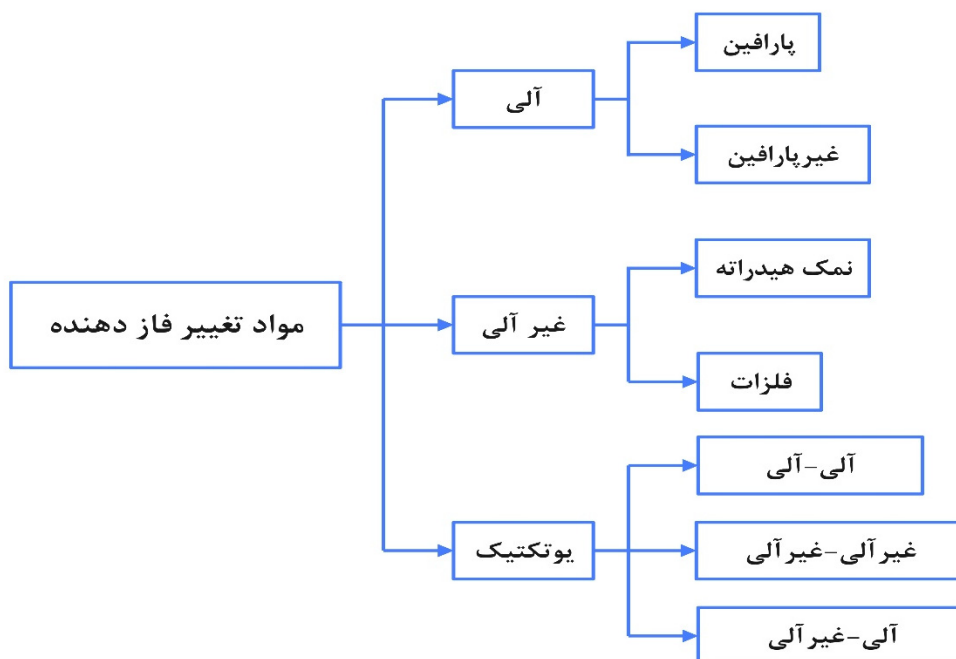 مواد تغییر فاز دهنده
آلی
پارافین
غیرپارافین
غیر آلی
نمک هیدراته
فلزات
یوتکتیک
آلی-آلی
غیرآلی-غیرآلی
آلی-غیرآلی